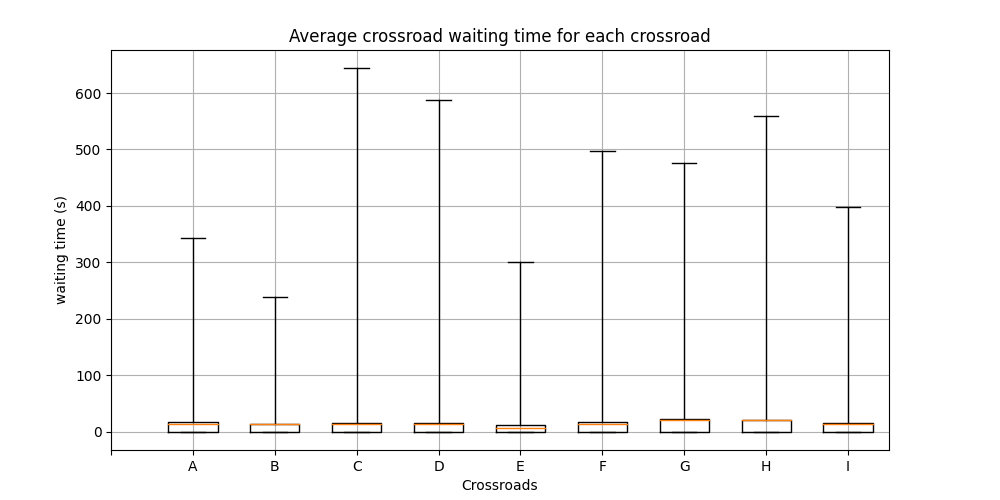 Average crossroad waiting time for each crossroad
waiting time (s)
600
500
400
300
200
100
0
A B C D E F G H I
Crossroads